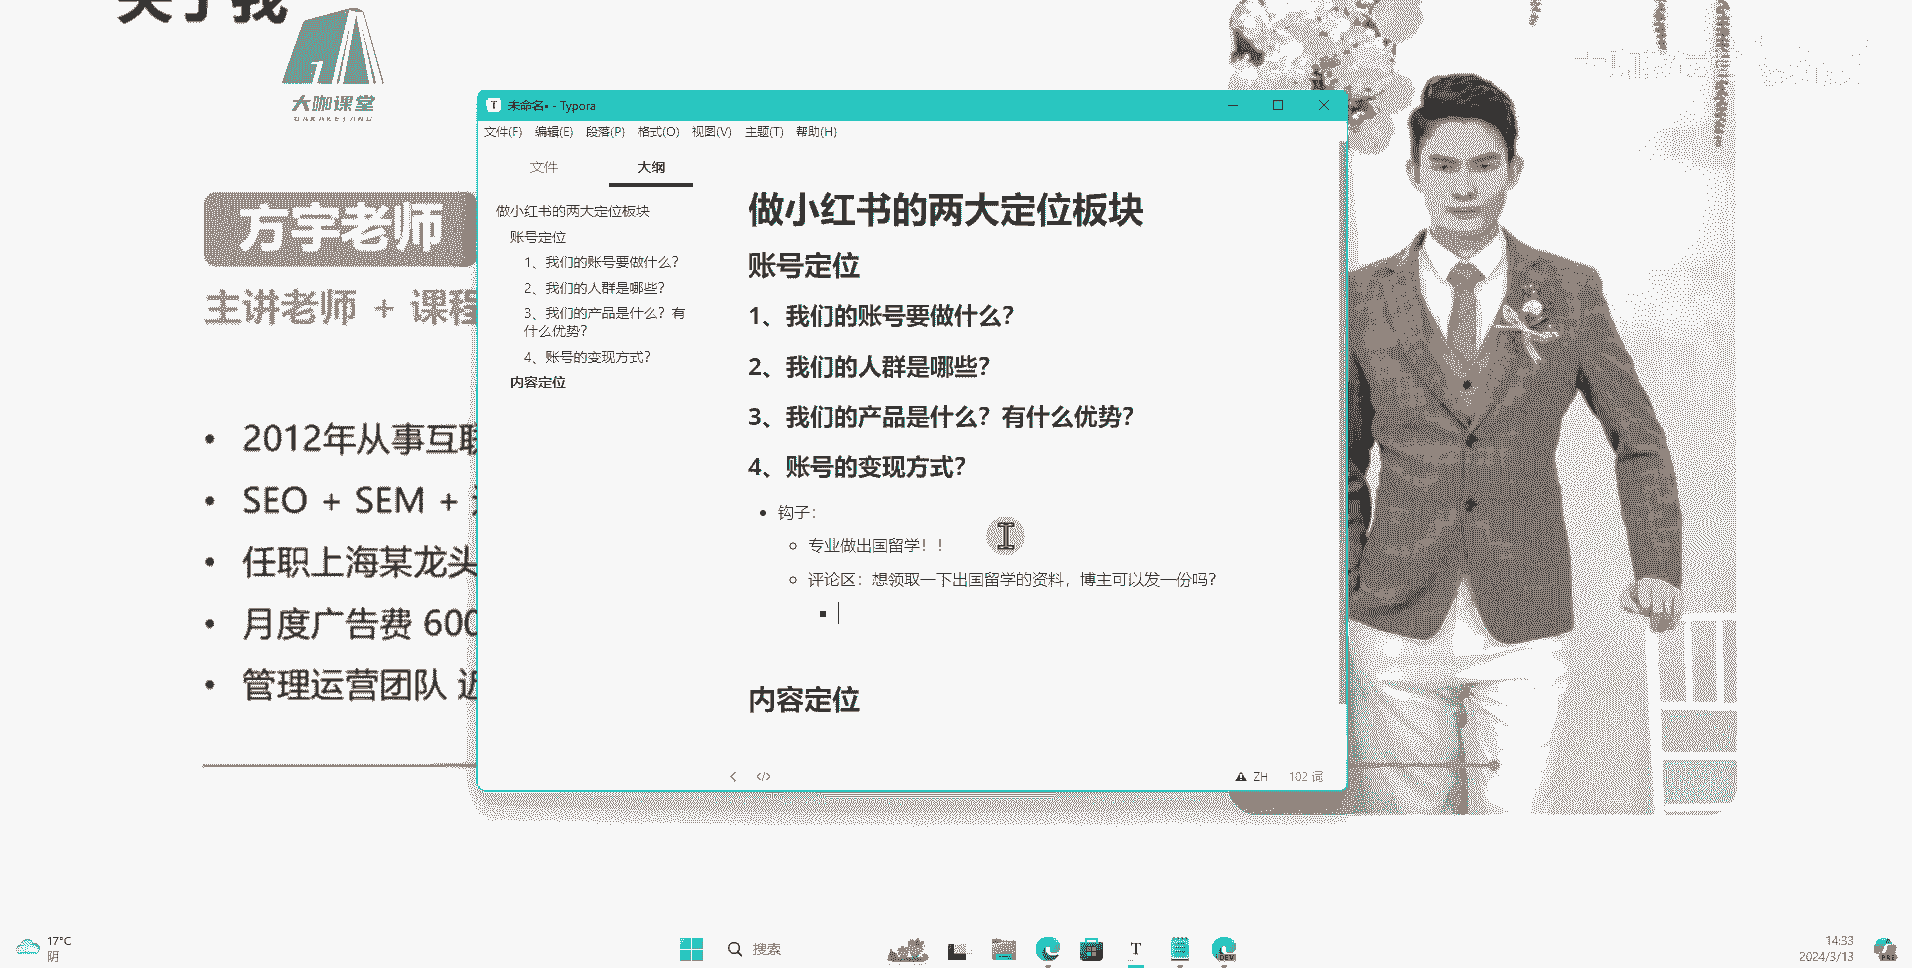 关于我
大咖课堂
DAKAKETANG
方宇老师
主讲老师 + 课程
2012年从事互联
SEO + SEM +
任职上海某龙头
月度广告费 600
管理运营团队 近
未命名• - Typora
文件(F) 编辑(E) 段落(P) 格式(O) 视图(V) 主题(T) 帮助(H)
文件 大纲
做小红书的两大定位板块
账号定位
1、我们的账号要做什么？
2、我们的人群是哪些？
3、我们的产品是什么？有
什么优势？
4、账号的变现方式？
内容定位
做小红书的两大定位板块
账号定位
1、我们的账号要做什么？
2、我们的人群是哪些？
3、我们的产品是什么？有什么优势？
4、账号的变现方式？
钩子：
专业做出国留学！！
评论区：想领取一下出国留学的资料，博主可以发一份吗？
内容定位
ZH 102 词
17°C
阴
搜索
T
DEV
14:33
2024/3/13
PRE